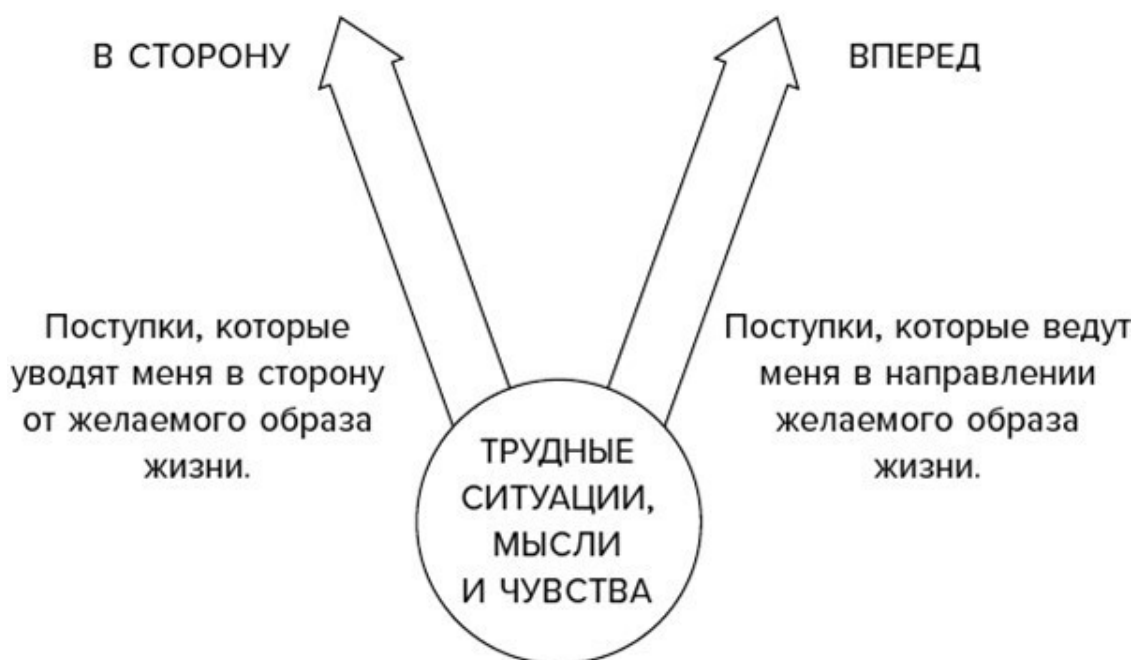 В СТОРОНУ
ВПЕРЕД
Поступки, которые
уводят меня в сторону
от желаемого образа
жизни.
Поступки, которые ведут
меня в направлении
желаемого образа
жизни.
ТРУДНЫЕ
СИТУАЦИИ,
МЫСЛИ
И ЧУВСТВА